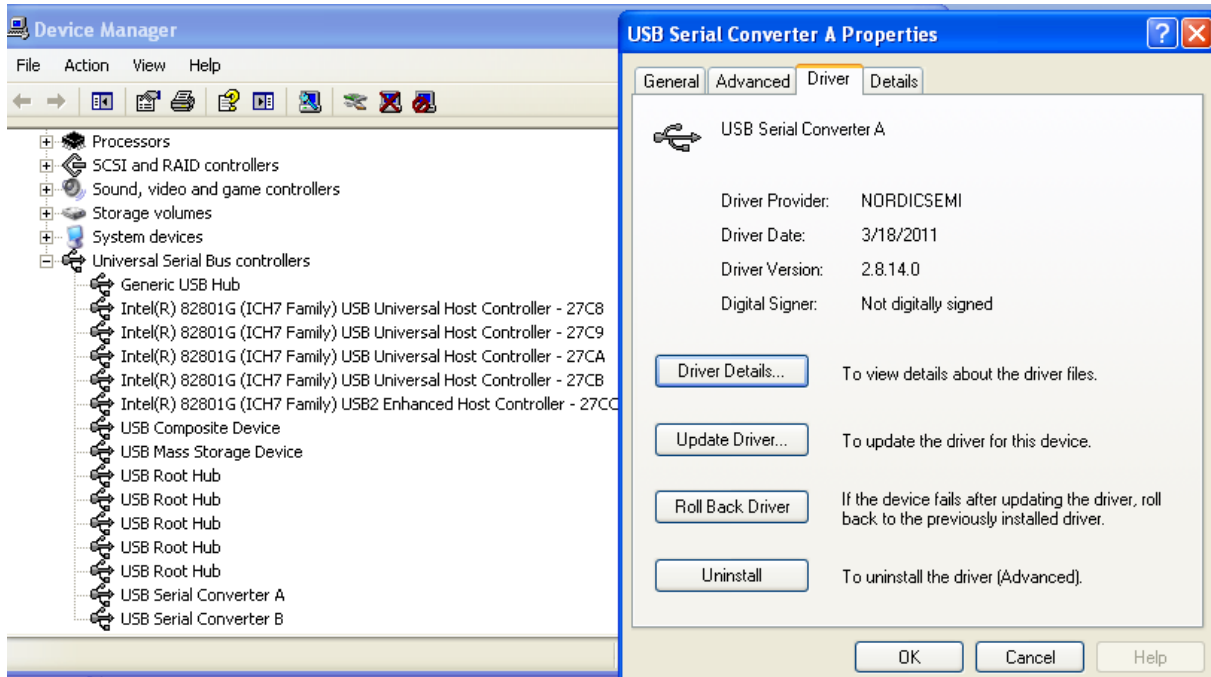 Device Manager
File Action View Help
Processors
SCSI and RAID controllers
Sound, video and game controllers
Storage volumes
System devices
Universal Serial Bus controllers
Generic USB Hub
Intel(R) 82801G (ICH7 Family) USB Universal Host Controller - 27C8
Intel(R) 82801G (ICH7 Family) USB Universal Host Controller - 27C9
Intel(R) 82801G (ICH7 Family) USB Universal Host Controller - 27CA
Intel(R) 82801G (ICH7 Family) USB Universal Host Controller - 27CB
Intel(R) 82801G (ICH7 Family) USB2 Enhanced Host Controller - 27CC
USB Composite Device
USB Mass Storage Device
USB Root Hub
USB Root Hub
USB Root Hub
USB Root Hub
USB Root Hub
USB Serial Converter A
USB Serial Converter B
USB Serial Converter A Properties
General Advanced Driver Details
USB Serial Converter A
Driver Provider: NORDICSEMI
Driver Date: 3/18/2011
Driver Version: 2.8.14.0
Digital Signer: Not digitally signed
Driver Details... To view details about the driver files.
Update Driver... To update the driver for this device.
Roll Back Driver If the device fails after updating the driver, roll
back to the previously installed driver.
Uninstall To uninstall the driver (Advanced).
OK Cancel Help